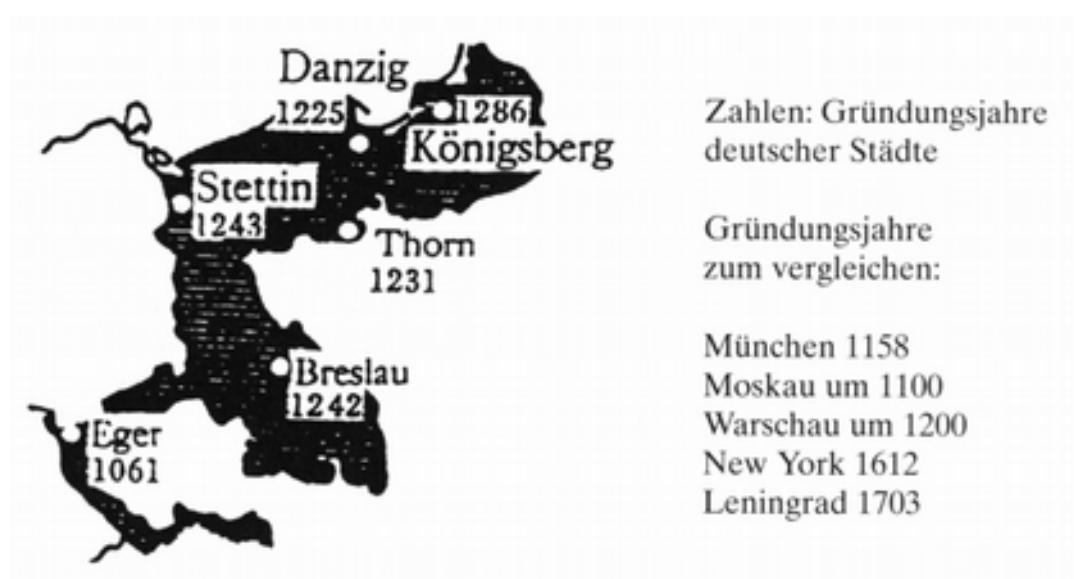 Danzig
1225
1286
Königsberg
Stettin
1243
Thorn
1231
Breslau
1242
Eger
1061
Zahlen: Gründungsjahre
deutscher Städte
Gründungsjahre
zum vergleichen:
München 1158
Moskau um 1100
Warschau um 1200
New York 1612
Leningrad 1703